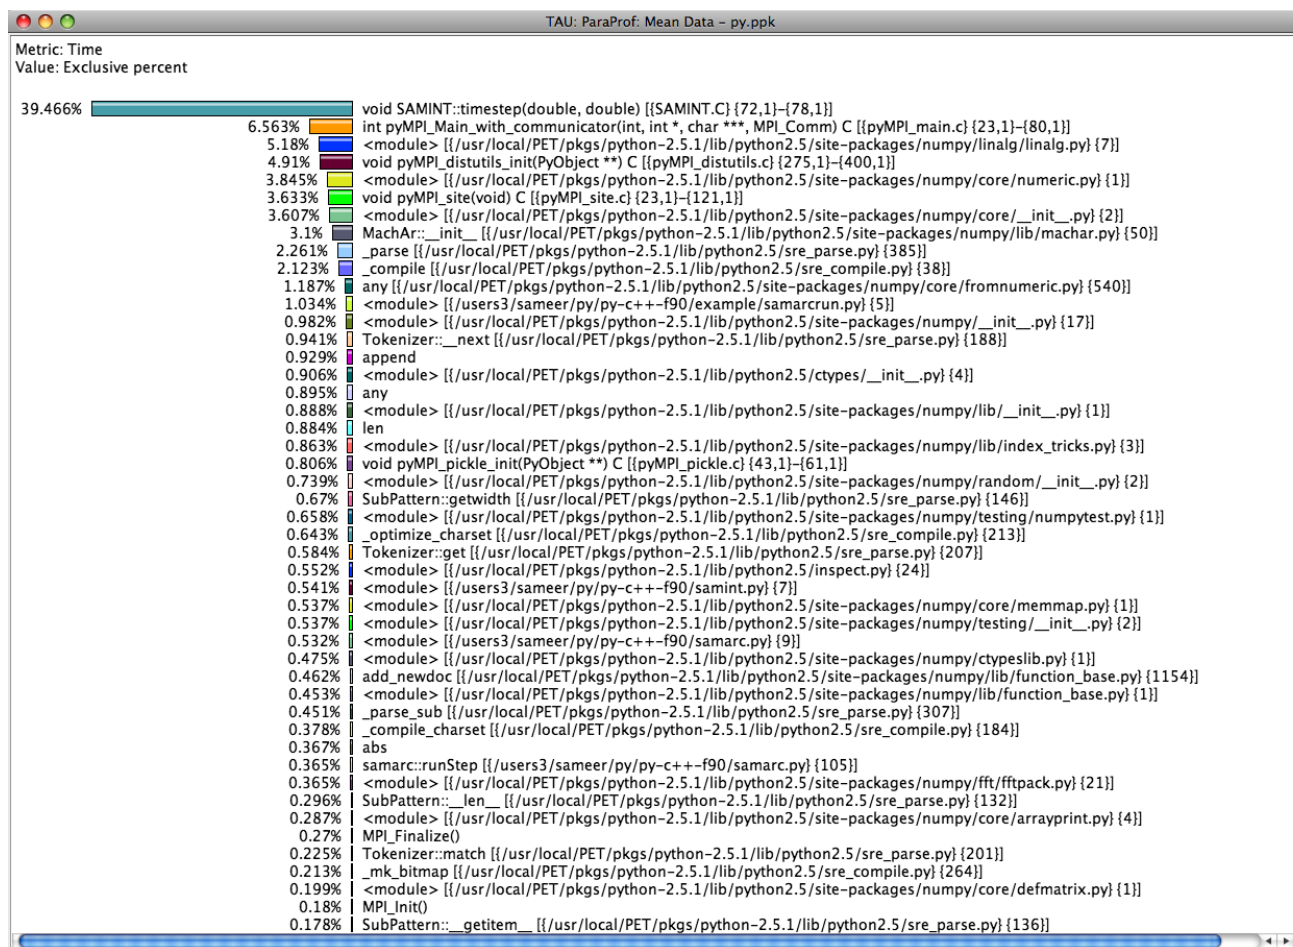 TAU: ParaProf: Mean Data – py.ppk
Metric: Time
Value: Exclusive percent
39.466% void SAMINT::timestep(double, double) [{SAMINT.C} {72,1}–{78,1}]
6.563% int pyMPI_Main_with_communicator(int, int *, char ***, MPI_Comm) C [{pyMPI_main.c} {23,1}–{80,1}]
5.18% <module> [{/usr/local/PET/pkgs/python-2.5.1/lib/python2.5/site-packages/numpy/linalg/linalg.py} {7}]
4.91% void pyMPI_distutils_init(PyObject **) C [{pyMPI_distutils.c} {275,1}–{400,1}]
3.845% <module> [{/usr/local/PET/pkgs/python-2.5.1/lib/python2.5/site-packages/numpy/core/numeric.py} {1}]
3.633% void pyMPI_site(void) C [{pyMPI_site.c} {23,1}–{121,1}]
3.607% <module> [{/usr/local/PET/pkgs/python-2.5.1/lib/python2.5/site-packages/numpy/core/__init__.py} {2}]
3.1% MachAr::__init__ [{/usr/local/PET/pkgs/python-2.5.1/lib/python2.5/site-packages/numpy/lib/machar.py} {50}]
2.261% _parse [{/usr/local/PET/pkgs/python-2.5.1/lib/python2.5/sre_parse.py} {385}]
2.123% _compile [{/usr/local/PET/pkgs/python-2.5.1/lib/python2.5/sre_compile.py} {38}]
1.187% any [{/usr/local/PET/pkgs/python-2.5.1/lib/python2.5/site-packages/numpy/core/fromnumeric.py} {540}]
1.034% <module> [{/users3/sameer/py/py-c++-f90/example/samarcrun.py} {5}]
0.982% <module> [{/usr/local/PET/pkgs/python-2.5.1/lib/python2.5/site-packages/numpy/__init__.py} {17}]
0.941% Tokenizer::__next [{/usr/local/PET/pkgs/python-2.5.1/lib/python2.5/sre_parse.py} {188}]
0.929% append
0.906% <module> [{/usr/local/PET/pkgs/python-2.5.1/lib/python2.5/ctypes/__init__.py} {4}]
0.895% any
0.888% <module> [{/usr/local/PET/pkgs/python-2.5.1/lib/python2.5/site-packages/numpy/lib/__init__.py} {1}]
0.884% len
0.863% <module> [{/usr/local/PET/pkgs/python-2.5.1/lib/python2.5/site-packages/numpy/lib/index_tricks.py} {3}]
0.806% void pyMPI_pickle_init(PyObject **) C [{pyMPI_pickle.c} {43,1}–{61,1}]
0.739% <module> [{/usr/local/PET/pkgs/python-2.5.1/lib/python2.5/site-packages/numpy/random/__init__.py} {2}]
0.67% SubPattern::getwidth [{/usr/local/PET/pkgs/python-2.5.1/lib/python2.5/sre_parse.py} {146}]
0.658% <module> [{/usr/local/PET/pkgs/python-2.5.1/lib/python2.5/site-packages/numpy/testing/numpytest.py} {1}]
0.643% _optimize_charset [{/usr/local/PET/pkgs/python-2.5.1/lib/python2.5/sre_compile.py} {213}]
0.584% Tokenizer::get [{/usr/local/PET/pkgs/python-2.5.1/lib/python2.5/sre_parse.py} {207}]
0.552% <module> [{/usr/local/PET/pkgs/python-2.5.1/lib/python2.5/inspect.py} {24}]
0.541% <module> [{/users3/sameer/py/py-c++-f90/samint.py} {7}]
0.537% <module> [{/usr/local/PET/pkgs/python-2.5.1/lib/python2.5/site-packages/numpy/core/memmap.py} {1}]
0.537% <module> [{/usr/local/PET/pkgs/python-2.5.1/lib/python2.5/site-packages/numpy/testing/__init__.py} {2}]
0.532% <module> [{/users3/sameer/py/py-c++-f90/samarc.py} {9}]
0.475% <module> [{/usr/local/PET/pkgs/python-2.5.1/lib/python2.5/site-packages/numpy/ctypeslib.py} {1}]
0.462% add_newdoc [{/usr/local/PET/pkgs/python-2.5.1/lib/python2.5/site-packages/numpy/lib/function_base.py} {1154}]
0.453% <module> [{/usr/local/PET/pkgs/python-2.5.1/lib/python2.5/site-packages/numpy/lib/function_base.py} {1}]
0.451% _parse_sub [{/usr/local/PET/pkgs/python-2.5.1/lib/python2.5/sre_parse.py} {307}]
0.378% _compile_charset [{/usr/local/PET/pkgs/python-2.5.1/lib/python2.5/sre_compile.py} {184}]
0.367% abs
0.365% samarc::runStep [{/users3/sameer/py/py-c++-f90/samarc.py} {105}]
0.365% <module> [{/usr/local/PET/pkgs/python-2.5.1/lib/python2.5/site-packages/numpy/fft/fftpack.py} {21}]
0.296% SubPattern::__len__ [{/usr/local/PET/pkgs/python-2.5.1/lib/python2.5/sre_parse.py} {132}]
0.287% <module> [{/usr/local/PET/pkgs/python-2.5.1/lib/python2.5/site-packages/numpy/core/arrayprint.py} {4}]
0.27% MPI_Finalize()
0.225% Tokenizer::match [{/usr/local/PET/pkgs/python-2.5.1/lib/python2.5/sre_parse.py} {201}]
0.213% _mk_bitmap [{/usr/local/PET/pkgs/python-2.5.1/lib/python2.5/sre_compile.py} {264}]
0.199% <module> [{/usr/local/PET/pkgs/python-2.5.1/lib/python2.5/site-packages/numpy/core/defmatrix.py} {1}]
0.18% MPI_Init()
0.178% SubPattern::__getitem__ [{/usr/local/PET/pkgs/python-2.5.1/lib/python2.5/sre_parse.py} {136}]